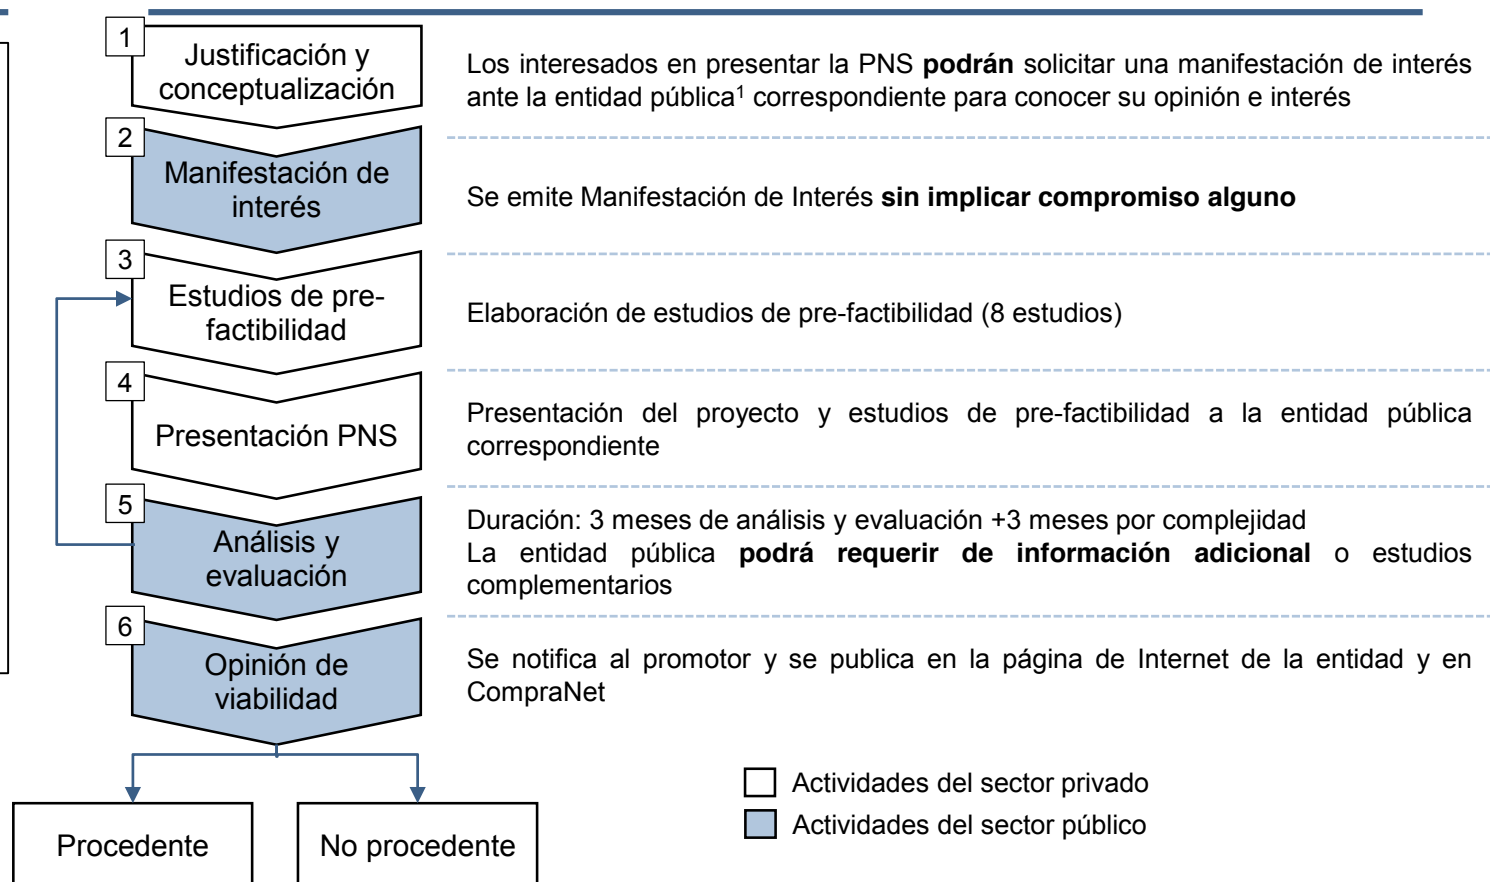 1
Justificación y
conceptualización
Los interesados en presentar la PNS podrán solicitar una manifestación de interés
ante la entidad pública¹ correspondiente para conocer su opinión e interés
2
Manifestación de
interés
Se emite Manifestación de Interés sin implicar compromiso alguno
3
Estudios de pre-
factibilidad
Elaboración de estudios de pre-factibilidad (8 estudios)
4
Presentación PNS
Presentación del proyecto y estudios de pre-factibilidad a la entidad pública
correspondiente
5
Análisis y
evaluación
Duración: 3 meses de análisis y evaluación +3 meses por complejidad
La entidad pública podrá requerir de información adicional o estudios
complementarios
6
Opinión de
viabilidad
Se notifica al promotor y se publica en la página de Internet de la entidad y en
CompraNet
Procedente
No procedente
Actividades del sector privado
Actividades del sector público